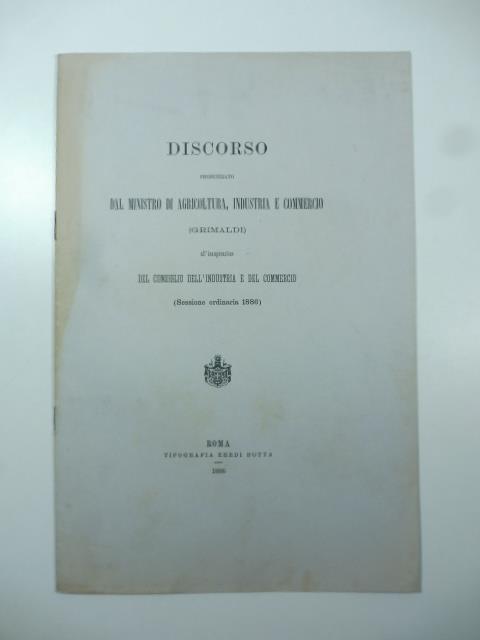 DISCORSO
PRONUNZIATO
DAL MINISTRO DI AGRICOLTURA, INDUSTRIA E COMMERCIO
(GRIMALDI)
all'inaugurazione
DEL CONSIGLIO DELL'INDUSTRIA E DEL COMMERCIO
(Sessione ordinaria 1886)
ROMA
TIPOGRAFIA EREDI BOTTA
1886